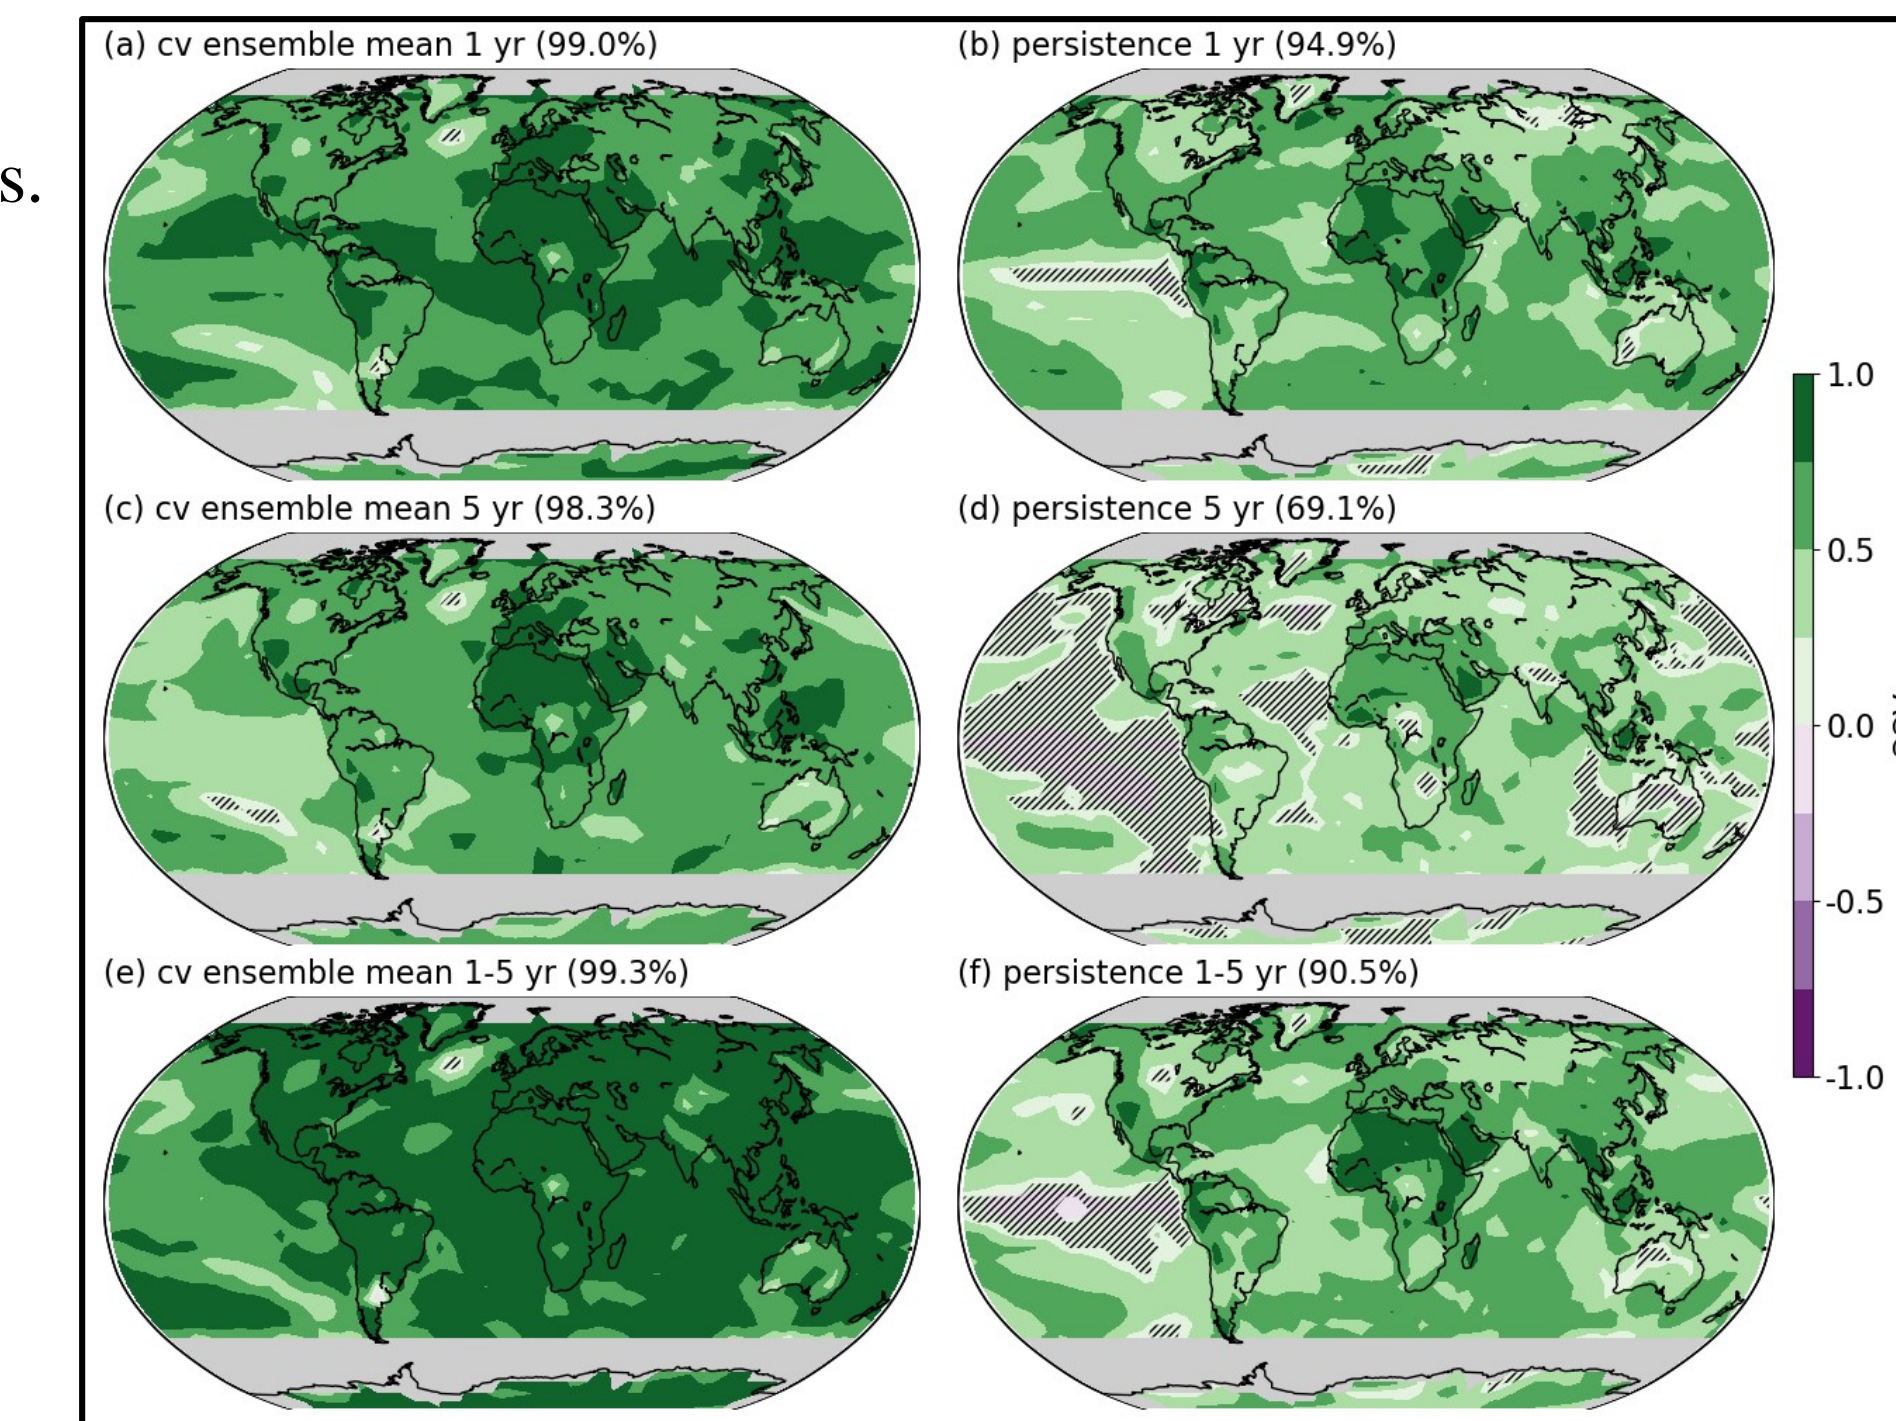 s.
(a) cv ensemble mean 1 yr (99.0%)
(b) persistence 1 yr (94.9%)
(c) cv ensemble mean 5 yr (98.3%)
(d) persistence 5 yr (69.1%)
(e) cv ensemble mean 1-5 yr (99.3%)
(f) persistence 1-5 yr (90.5%)
1.0
0.5
0.0
-0.5
-1.0